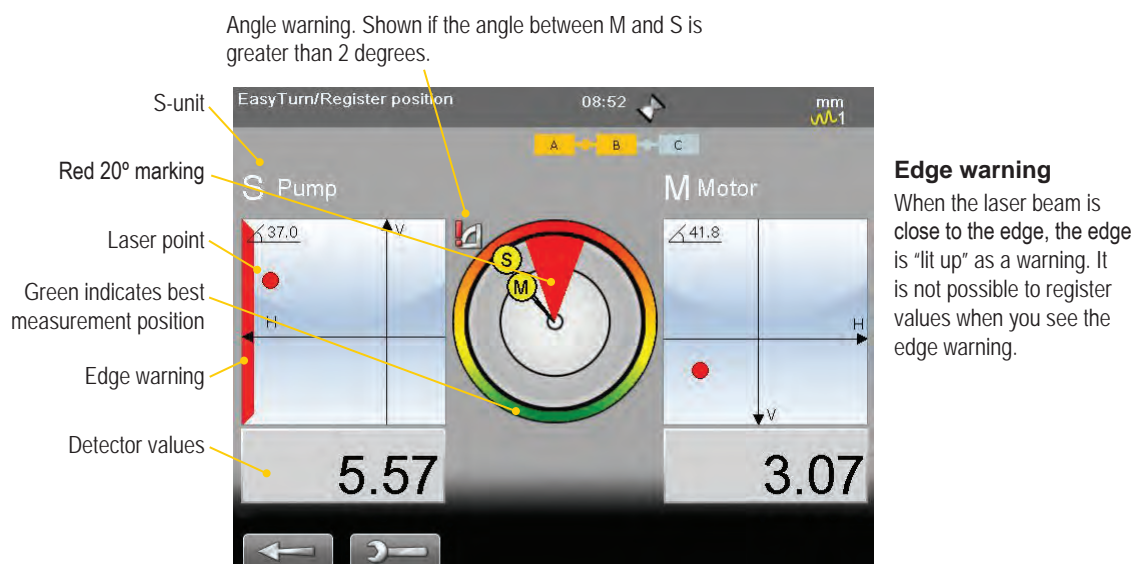 Angle warning. Shown if the angle between M and S is
greater than 2 degrees.
S-unit
Red 20º marking
Laser point
Green indicates best
measurement position
Edge warning
Detector values
EasyTurn/Register position
08:52
mm
1
A
B
C
S Pump
M Motor
37.0
V
H
S
M
41.8
H
V
5.57
3.07
Edge warning
When the laser beam is
close to the edge, the edge
is “lit up” as a warning. It
is not possible to register
values when you see the
edge warning.